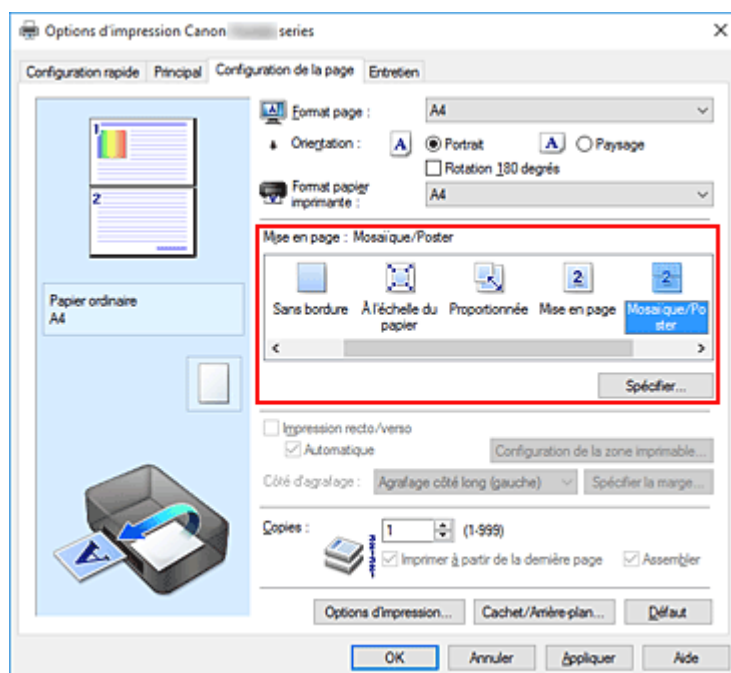 Options d'impression Canon series
Configuration rapide Principal Configuration de la page Entretien
Format page : A4
Orientation : A Portrait A Paysage
Rotation 180 degrés
Format papier
imprimante : A4
Mise en page : Mosaïque/Poster
Sans bordure À l'échelle du papier Proportionnée Mise en page Mosaïque/Poster
Spécifier...
1
2
Papier ordinaire
A4
Impression recto/verso
Automatique Configuration de la zone imprimable...
Côté d'agrafage : Agrafage côté long (gauche) Spécifier la marge...
Copies : 1 (1-999)
Imprimer à partir de la dernière page Assembler
Options d'impression... Cachet/Arrière-plan... Défaut
OK Annuler Appliquer Aide